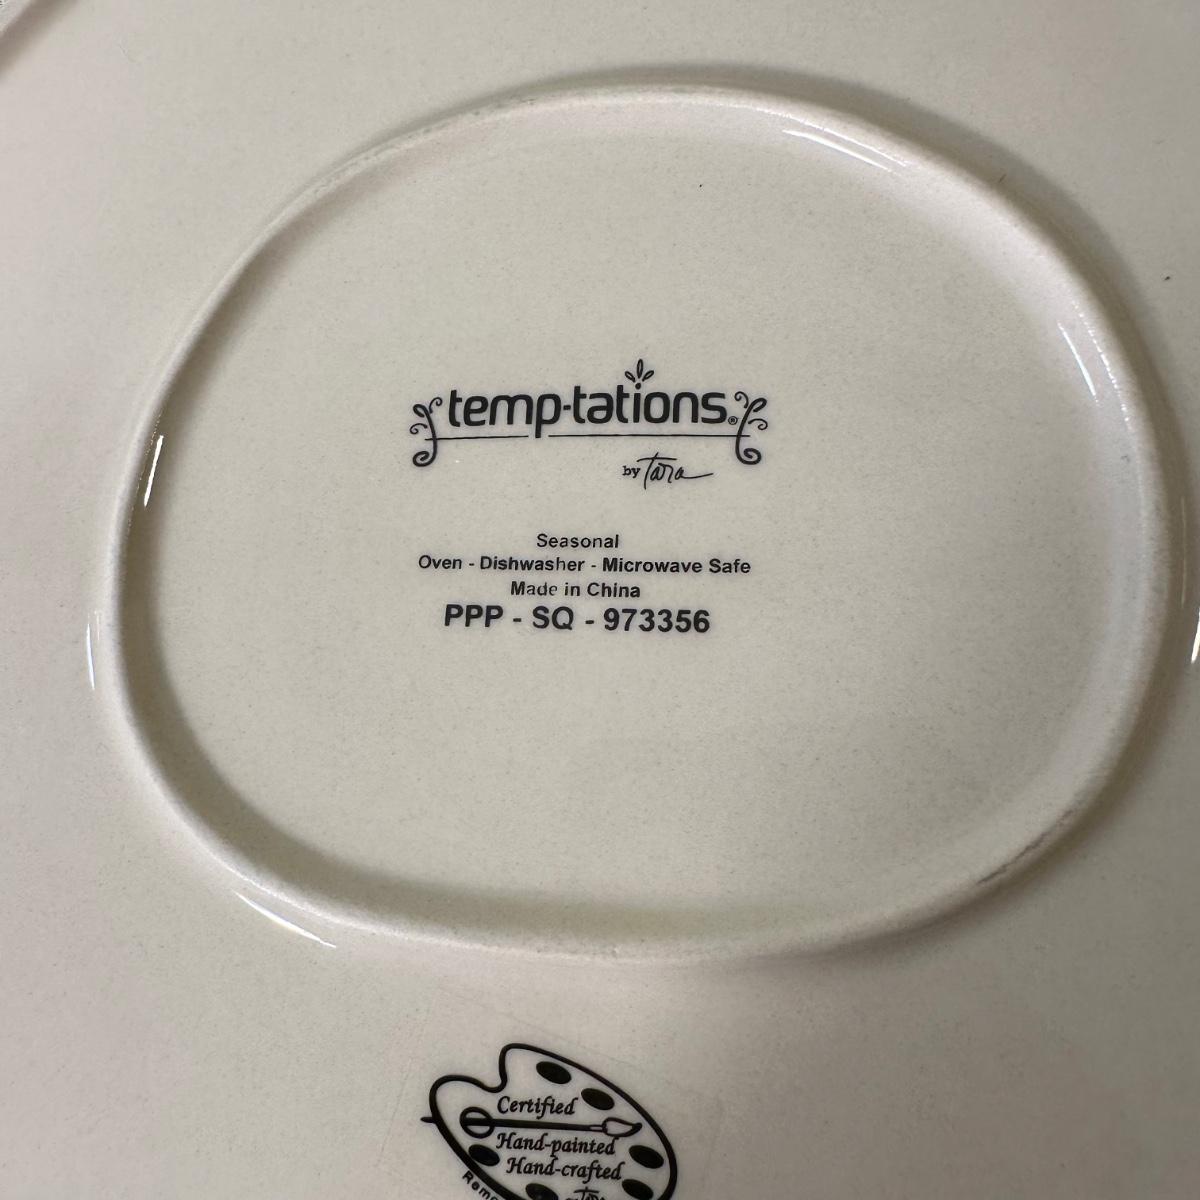 temp-tations®
by Tara
Seasonal
Oven - Dishwasher - Microwave Safe
Made in China
PPP - SQ - 973356
Certified
Hand-painted
Hand-crafted